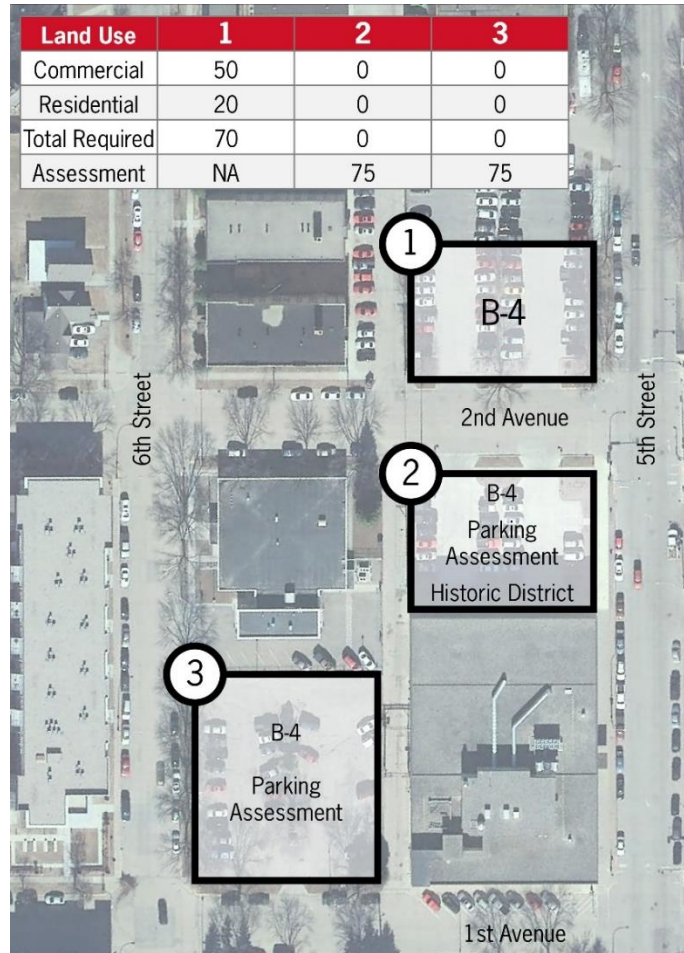 Land Use 1 2 3
Commercial 50 0 0
Residential 20 0 0
Total Required 70 0 0
Assessment NA 75 75
1
B-4
6th Street
2nd Avenue
5th Street
2
B-4
Parking
Assessment
Historic District
3
B-4
Parking
Assessment
1st Avenue